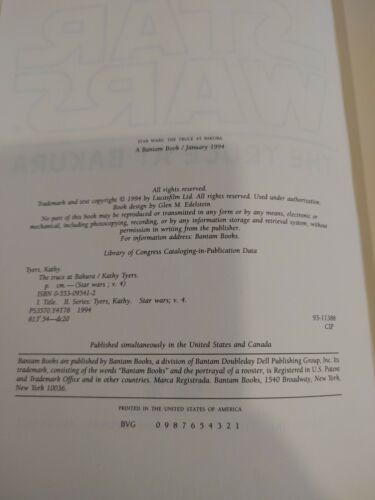 STAR
WARS
STAR WARS: THE TRUCE AT BAKURA
A Bantam Book / January 1994
All rights reserved.
Trademark and text copyright © 1994 by Lucasfilm Ltd. All rights reserved. Used under authorization.
Book design by Glen M. Edelstein.
No part of this book may be reproduced or transmitted in any form or by any means, electronic or
mechanical, including photocopying, recording, or by any information storage and retrieval system, without
permission in writing from the publisher.
For information address: Bantam Books.
Library of Congress Cataloging-in-Publication Data
Tyers, Kathy.
The truce at Bakura / Kathy Tyers.
p. cm.—(Star wars ; v. 4)
ISBN 0-553-09541-2
I. Title. II. Series: Tyers, Kathy. Star wars; v. 4.
PS3570.Y4T78 1994
813'.54—dc20 93-11388
CIP
Published simultaneously in the United States and Canada
Bantam Books are published by Bantam Books, a division of Bantam Doubleday Dell Publishing Group, Inc. Its
trademark, consisting of the words "Bantam Books" and the portrayal of a rooster, is Registered in U.S. Patent
and Trademark Office and in other countries. Marca Registrada. Bantam Books, 1540 Broadway, New York,
New York 10036.
PRINTED IN THE UNITED STATES OF AMERICA
BVG 0 9 8 7 6 5 4 3 2 1